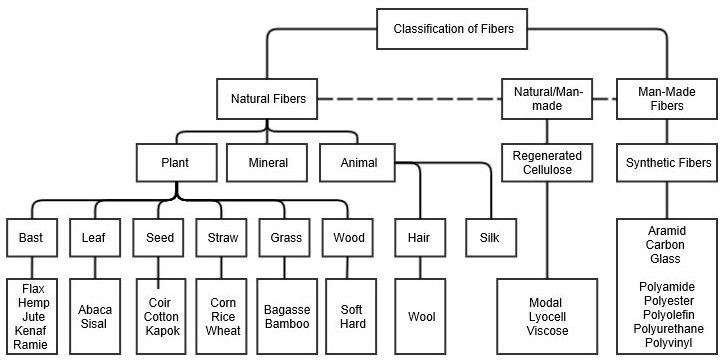 Classification of Fibers
Natural Fibers
Natural/Man-
made
Man-Made
Fibers
Plant
Mineral
Animal
Regenerated
Cellulose
Synthetic Fibers
Bast
Leaf
Seed
Straw
Grass
Wood
Hair
Silk
Flax
Hemp
Jute
Kenaf
Ramie
Abaca
Sisal
Coir
Cotton
Kapok
Corn
Rice
Wheat
Bagasse
Bamboo
Soft
Hard
Wool
Modal
Lyocell
Viscose
Aramid
Carbon
Glass
Polyamide
Polyester
Polyolefin
Polyurethane
Polyvinyl